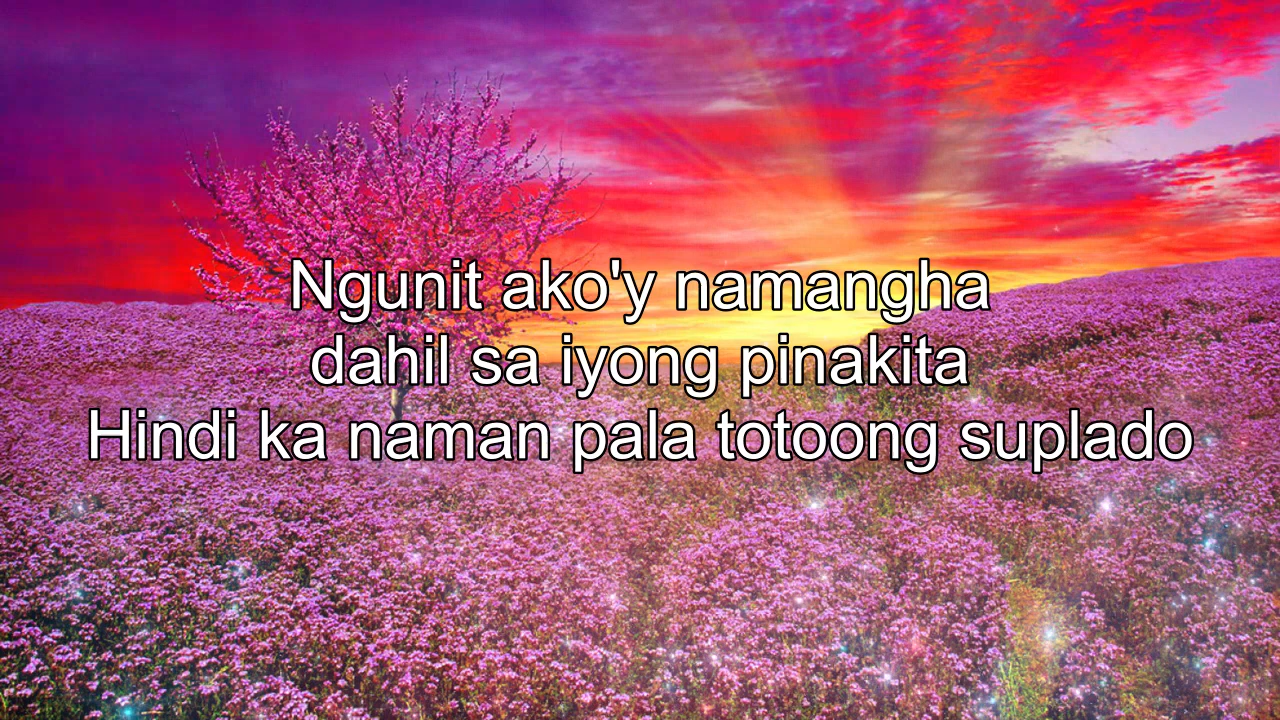 Ngunit ako'y namangha
dahil sa iyong pinakita
Hindi ka naman pala totoong suplado